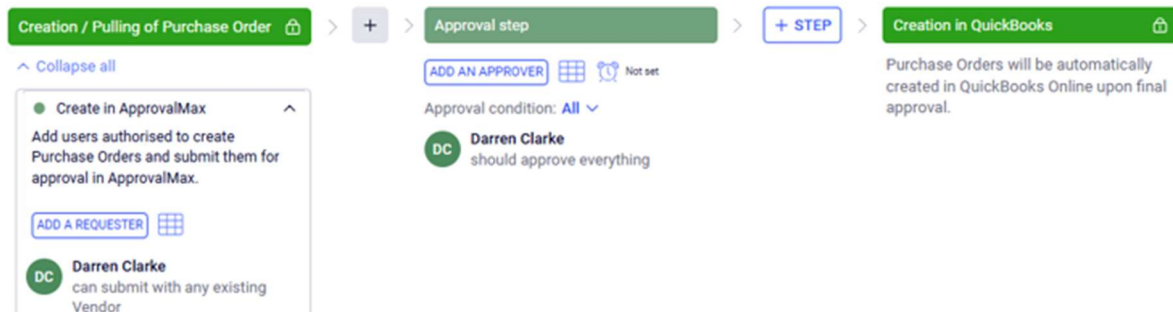 Creation / Pulling of Purchase Order
+
Approval step
+ STEP
Creation in QuickBooks
Collapse all
Create in ApprovalMax
Add users authorised to create
Purchase Orders and submit them for
approval in ApprovalMax.
ADD A REQUESTER
DC
Darren Clarke
can submit with any existing
Vendor
ADD AN APPROVER
Not set
Approval condition: All
DC
Darren Clarke
should approve everything
Purchase Orders will be automatically
created in QuickBooks Online upon final
approval.